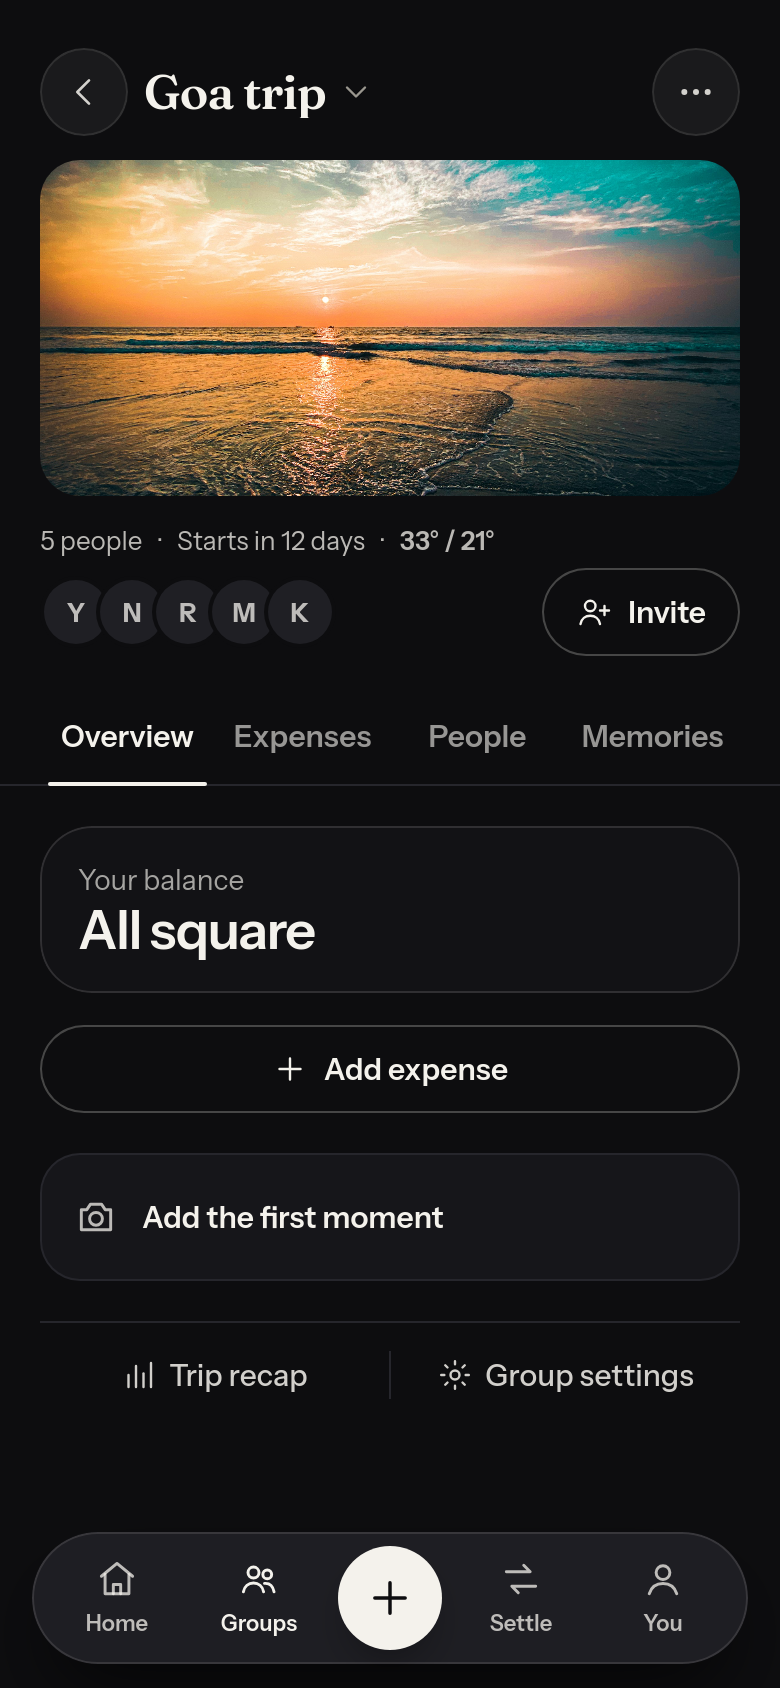 Goa trip
5 people · Starts in 12 days · 33° / 21°
Y N R M K
Invite
Overview Expenses People Memories
Your balance
All square
Add expense
Add the first moment
Trip recap Group settings
Home Groups Settle You